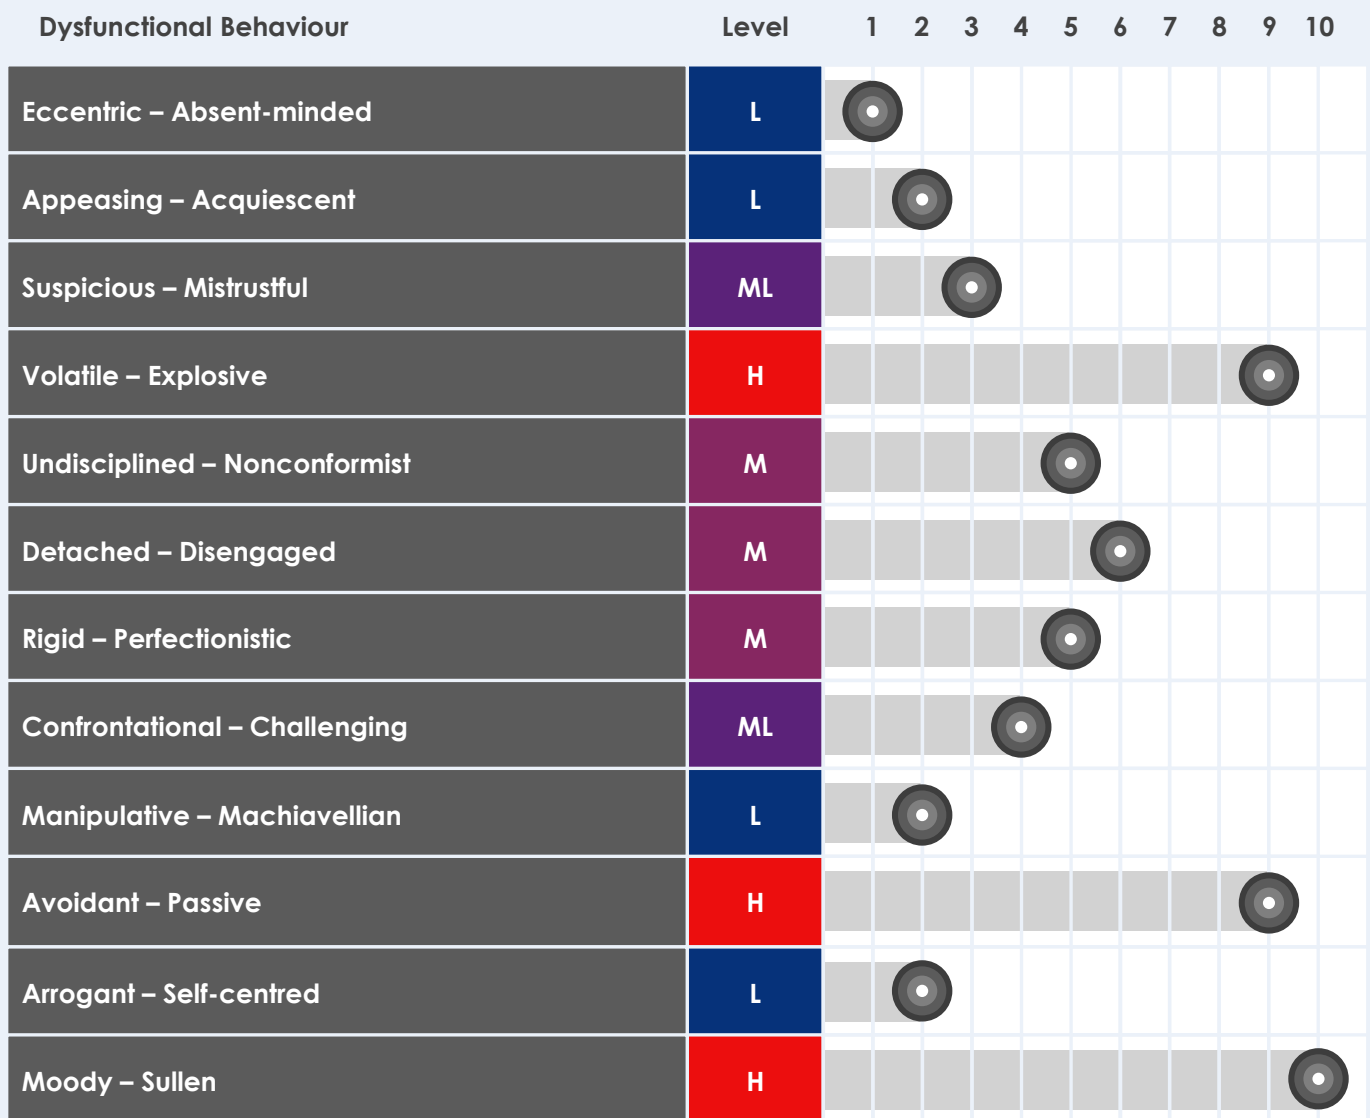 Dysfunctional Behaviour Level 1 2 3 4 5 6 7 8 9 10
Eccentric – Absent-minded L
Appeasing – Acquiescent L
Suspicious – Mistrustful ML
Volatile – Explosive H
Undisciplined – Nonconformist M
Detached – Disengaged M
Rigid – Perfectionistic M
Confrontational – Challenging ML
Manipulative – Machiavellian L
Avoidant – Passive H
Arrogant – Self-centred L
Moody – Sullen H